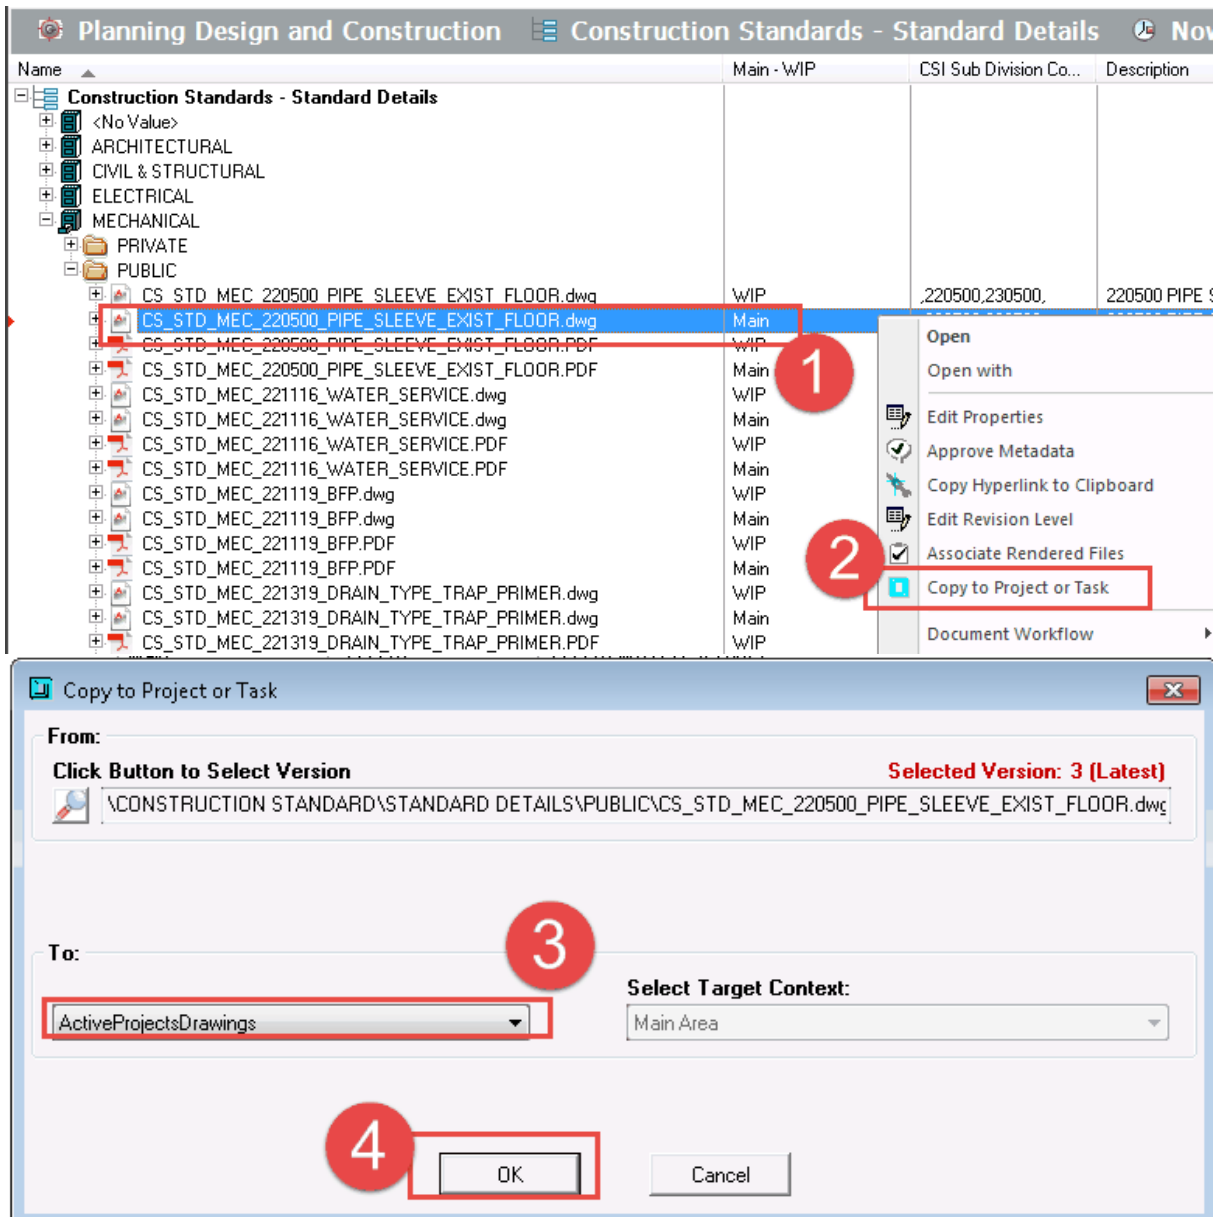 Planning Design and Construction Construction Standards - Standard Details Nov
Name Main - WIP CSI Sub Division Co... Description
Construction Standards - Standard Details
<No Value>
ARCHITECTURAL
CIVIL & STRUCTURAL
ELECTRICAL
MECHANICAL
PRIVATE
PUBLIC
CS_STD_MEC_220500_PIPE_SLEEVE_EXIST_FLOOR.dwg WIP ,220500,230500, 220500 PIPE S
CS_STD_MEC_220500_PIPE_SLEEVE_EXIST_FLOOR.dwg Main
CS_STD_MEC_220500_PIPE_SLEEVE_EXIST_FLOOR.PDF WIP
CS_STD_MEC_220500_PIPE_SLEEVE_EXIST_FLOOR.PDF Main
CS_STD_MEC_221116_WATER_SERVICE.dwg WIP
CS_STD_MEC_221116_WATER_SERVICE.dwg Main
CS_STD_MEC_221116_WATER_SERVICE.PDF WIP
CS_STD_MEC_221116_WATER_SERVICE.PDF Main
CS_STD_MEC_221119_BFP.dwg WIP
CS_STD_MEC_221119_BFP.dwg Main
CS_STD_MEC_221119_BFP.PDF WIP
CS_STD_MEC_221119_BFP.PDF Main
CS_STD_MEC_221319_DRAIN_TYPE_TRAP_PRIMER.dwg WIP
CS_STD_MEC_221319_DRAIN_TYPE_TRAP_PRIMER.dwg Main
CS_STD_MEC_221319_DRAIN_TYPE_TRAP_PRIMER.PDF WIP
1
Open
Open with
Edit Properties
Approve Metadata
Copy Hyperlink to Clipboard
Edit Revision Level
Associate Rendered Files
2
Copy to Project or Task
Document Workflow
Copy to Project or Task
From:
Click Button to Select Version Selected Version: 3 (Latest)
\CONSTRUCTION STANDARD\STANDARD DETAILS\PUBLIC\CS_STD_MEC_220500_PIPE_SLEEVE_EXIST_FLOOR.dwg
3
To:
Select Target Context:
ActiveProjectsDrawings Main Area
4
OK Cancel